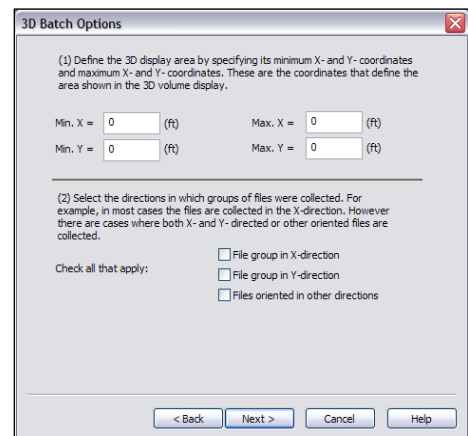 3D Batch Options
(1) Define the 3D display area by specifying its minimum X- and Y- coordinates
and maximum X- and Y- coordinates. These are the coordinates that define the
area shown in the 3D volume display.
Min. X = 0 (ft) Max. X = 0 (ft)
Min. Y = 0 (ft) Max. Y = 0 (ft)
(2) Select the directions in which groups of files were collected. For
example, in most cases the files are collected in the X-direction. However
there are cases where both X- and Y- directed or other oriented files are
collected.
File group in X-direction
Check all that apply: File group in Y-direction
Files oriented in other directions
< Back Next > Cancel Help